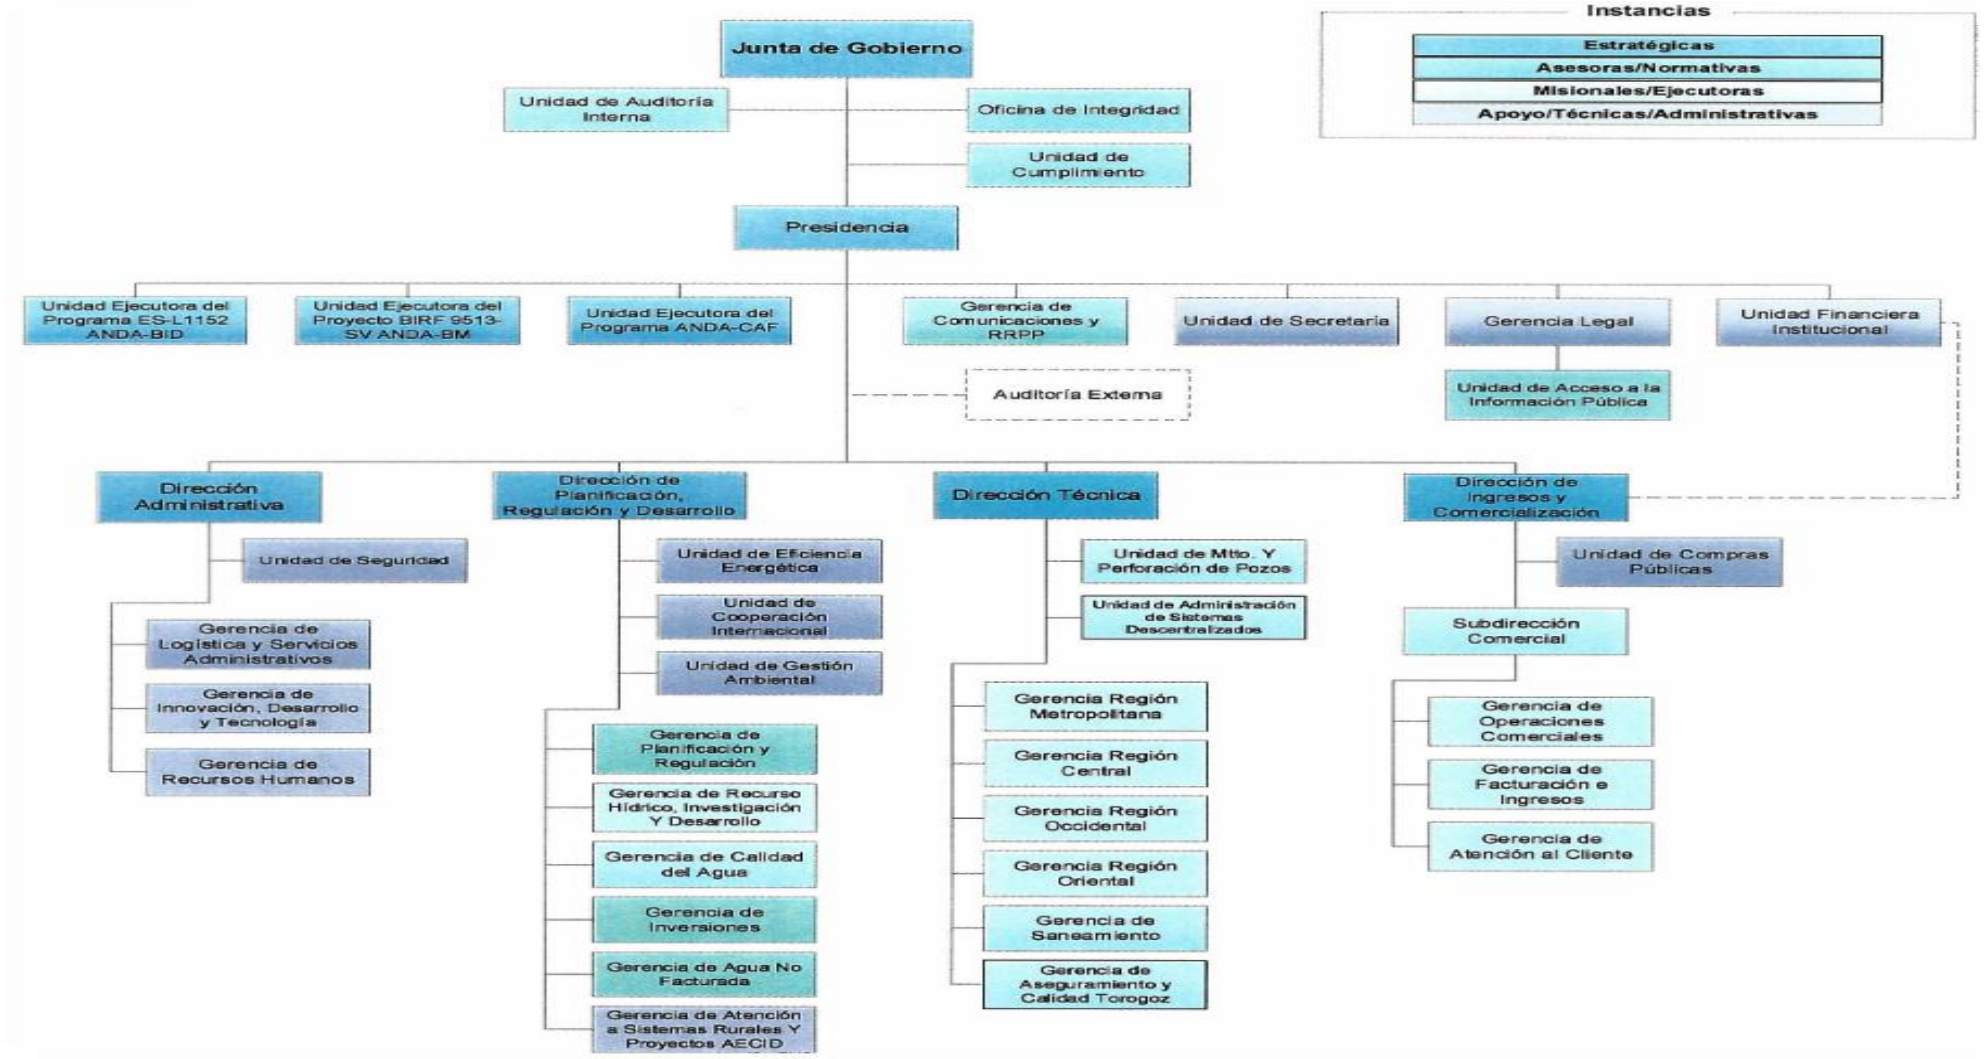 Instancias
Estratégicas
Asesoras/Normativas
Misionales/Ejecutoras
Apoyo/Técnicas/Administrativas
Junta de Gobierno
Unidad de Auditoría
Interna
Oficina de Integridad
Unidad de
Cumplimiento
Presidencia
Unidad Ejecutora del
Programa ES-L1152
ANDA-BID
Unidad Ejecutora del
Proyecto BIRF 9513-
SV ANDA-BM
Unidad Ejecutora del
Programa ANDA-CAF
Gerencia de
Comunicaciones y
RRPP
Unidad de Secretaría
Gerencia Legal
Unidad Financiera
Institucional
Auditoría Externa
Unidad de Acceso a la
Información Pública
Dirección
Administrativa
Unidad de Seguridad
Gerencia de
Logística y Servicios
Administrativos
Gerencia de
Innovación, Desarrollo
y Tecnología
Gerencia de
Recursos Humanos
Dirección de
Planificación,
Regulación y Desarrollo
Unidad de Eficiencia
Energética
Unidad de
Cooperación
Internacional
Unidad de Gestión
Ambiental
Gerencia de
Planificación y
Regulación
Gerencia de Recurso
Hídrico, Investigación
Y Desarrollo
Gerencia de Calidad
del Agua
Gerencia de
Inversiones
Gerencia de Agua No
Facturada
Gerencia de Atención
a Sistemas Rurales Y
Proyectos AECID
Dirección Técnica
Unidad de Mtto. Y
Perforación de Pozos
Unidad de Administración
de Sistemas
Descentralizados
Gerencia Región
Metropolitana
Gerencia Región
Central
Gerencia Región
Occidental
Gerencia Región
Oriental
Gerencia de
Saneamiento
Gerencia de
Aseguramiento y
Calidad Torogoz
Dirección de
Ingresos y
Comercialización
Unidad de Compras
Públicas
Subdirección
Comercial
Gerencia de
Operaciones
Comerciales
Gerencia de
Facturación e
Ingresos
Gerencia de
Atención al Cliente